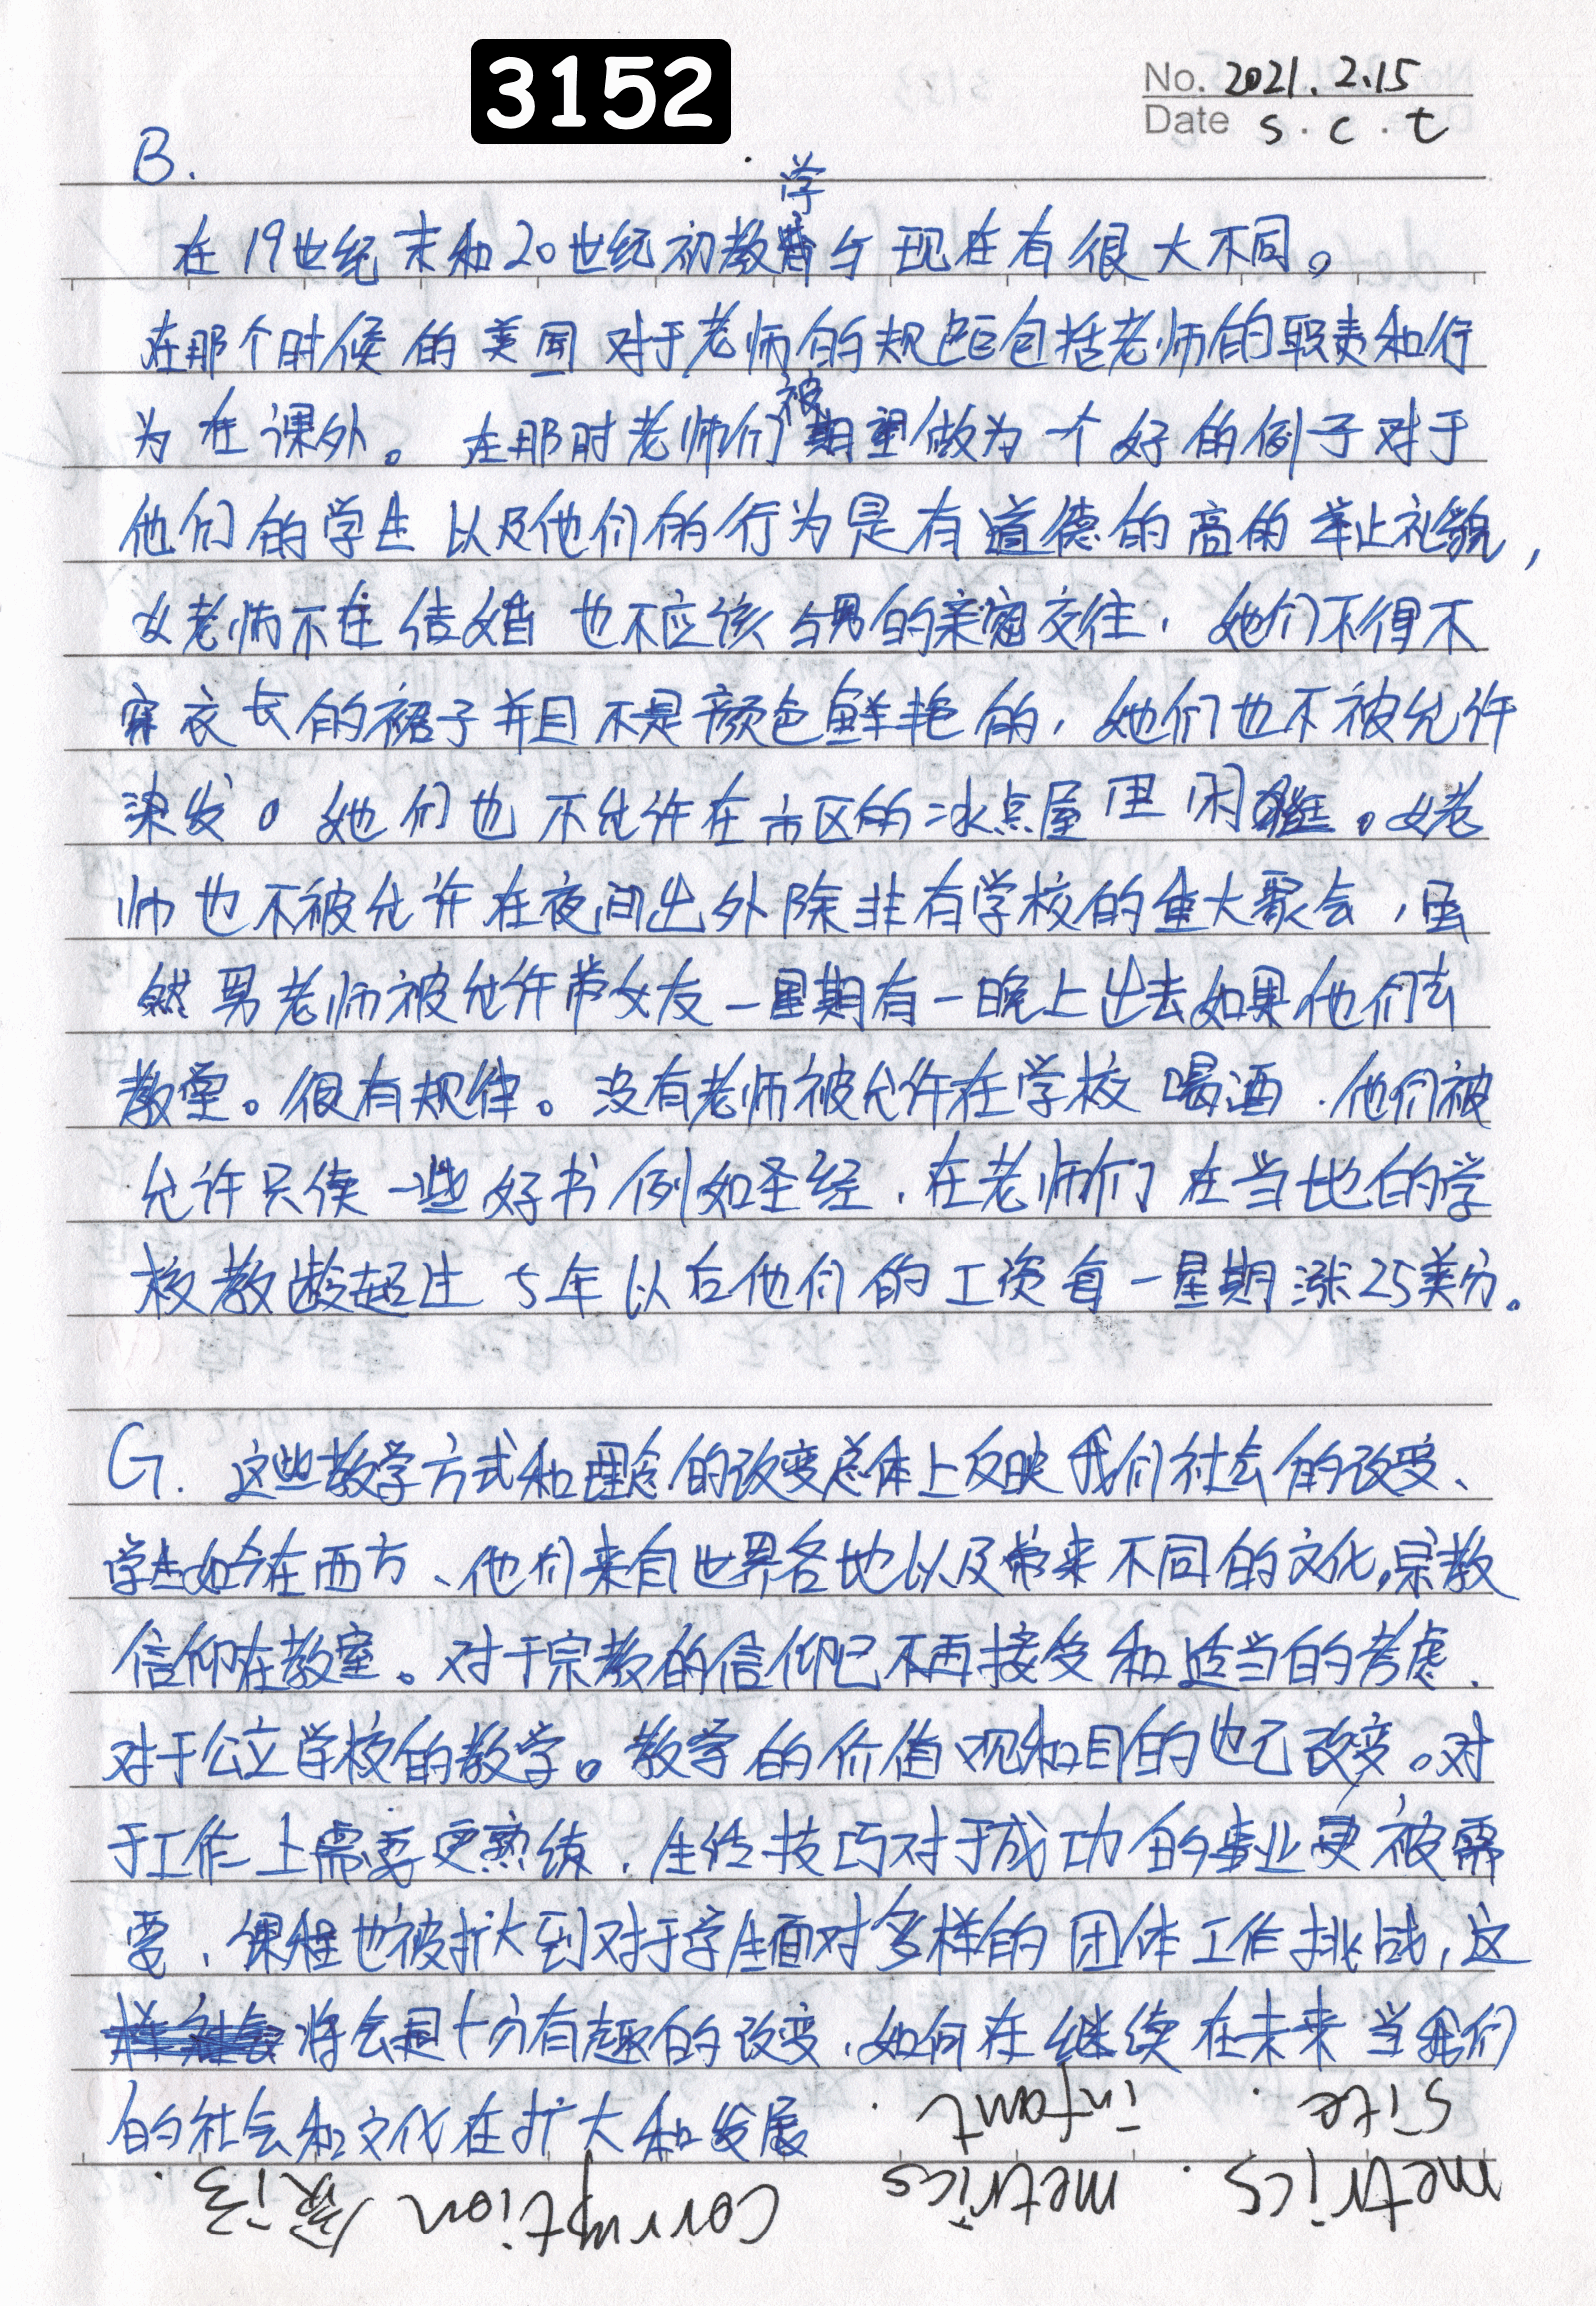 3152
No. 2021.2.15
Date s.c.t
B.
在19世纪末和20世纪初教学与现在有很大不同。
在那个时候的美国对于老师的规矩包括老师的职责和行
为在课外。在那时老师们被期望做为一个好的例子对于
他们的学生以及他们的行为是有道德的高的举止礼貌,
女老师不在结婚也不应该与男的亲密交往,她们不得不
穿衣长的裙子并且不是颜色鲜艳的,她们也不被允许
染发。她们也不允许在市区的冰点屋里闲逛。女老
师也不被允许在夜间出外除非有学校的重大聚会,虽
然男老师被允许带女友一星期有一晚上出去如果他们去
教堂。很有规律。没有老师被允许在学校喝酒.他们被
允许只读一些好书例如圣经.在老师们在当地的学
校教龄超过5年以后他们的工资有一星期涨25美分。
G.这些教学方式和理念的改变总体上反映我们社会的改变、
学生如今在西方、他们来自世界各地以及带来不同的文化,宗教
信仰在教室。对于宗教的信仰已不再接受和适当的考虑.
对于公立学校的教学。教学的价值观和目的也已改变。对
于工作上需要更熟练.生传技巧对于成功的事业更被需
要.课程也被扩大到对于学生面对多样的团体工作挑战,这
将会是十分有趣的改变.如何在继续在未来当我们
的社会和文化在扩大和发展
metrics. metrics corruption 贪污.
site. infant.